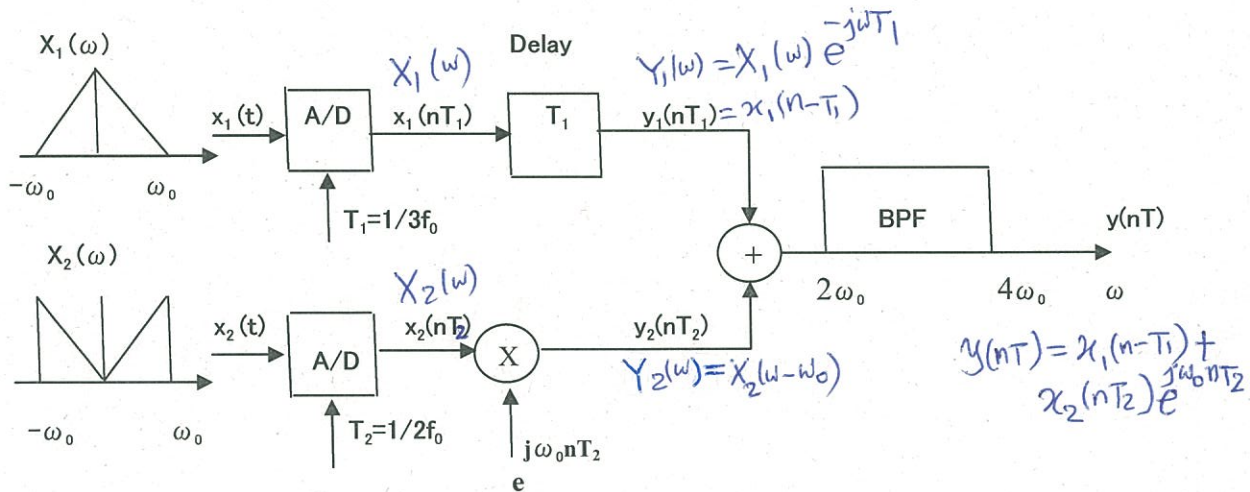 X₁(ω)
Delay
X₁(w)
Y₁(w) = X₁(w) e^{-jωT₁}
x₁(t)
A/D
x₁(nT₁)
T₁
y₁(nT₁) = x₁(n-T₁)
-ω₀
ω₀
T₁=1/3f₀
BPF
y(nT)
X₂(ω)
+
2ω₀
4ω₀
ω
X₂(w)
x₂(t)
A/D
x₂(nT₂
X
y₂(nT₂)
Y₂(w) = X₂(w-w₀)
y(nT) = x₁(n-T₁) +
x₂(nT₂) e^{jω₀nT₂}
-ω₀
ω₀
T₂=1/2f₀
jω₀nT₂
e